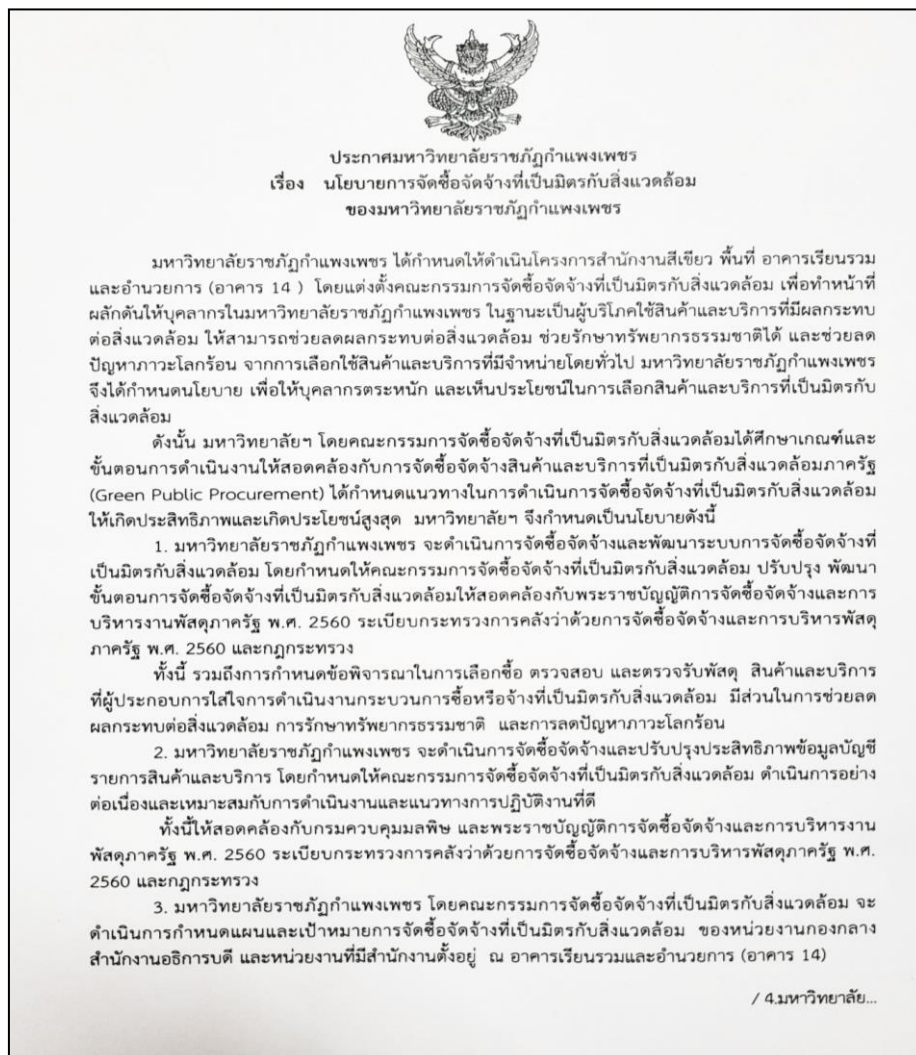 ประกาศมหาวิทยาลัยราชภัฏกำแพงเพชร
เรื่อง นโยบายการจัดซื้อจัดจ้างที่เป็นมิตรกับสิ่งแวดล้อม
ของมหาวิทยาลัยราชภัฏกำแพงเพชร
มหาวิทยาลัยราชภัฏกำแพงเพชร ได้กำหนดให้ดำเนินโครงการสำนักงานสีเขียว พื้นที่ อาคารเรียนรวม
และอำนวยการ (อาคาร 14 ) โดยแต่งตั้งคณะกรรมการจัดซื้อจัดจ้างที่เป็นมิตรกับสิ่งแวดล้อม เพื่อทำหน้าที่
ผลักดันให้บุคลากรในมหาวิทยาลัยราชภัฏกำแพงเพชร ในฐานะเป็นผู้บริโภคใช้สินค้าและบริการที่มีผลกระทบ
ต่อสิ่งแวดล้อม ให้สามารถช่วยลดผลกระทบต่อสิ่งแวดล้อม ช่วยรักษาทรัพยากรธรรมชาติได้ และช่วยลด
ปัญหาภาวะโลกร้อน จากการเลือกใช้สินค้าและบริการที่มีจำหน่ายโดยทั่วไป มหาวิทยาลัยราชภัฏกำแพงเพชร
จึงได้กำหนดนโยบาย เพื่อให้บุคลากรตระหนัก และเห็นประโยชน์ในการเลือกสินค้าและบริการที่เป็นมิตรกับ
สิ่งแวดล้อม
ดังนั้น มหาวิทยาลัยฯ โดยคณะกรรมการจัดซื้อจัดจ้างที่เป็นมิตรกับสิ่งแวดล้อมได้ศึกษาเกณฑ์และ
ขั้นตอนการดำเนินงานให้สอดคล้องกับการจัดซื้อจัดจ้างสินค้าและบริการที่เป็นมิตรกับสิ่งแวดล้อมภาครัฐ
(Green Public Procurement) ได้กำหนดแนวทางในการดำเนินการจัดซื้อจัดจ้างที่เป็นมิตรกับสิ่งแวดล้อม
ให้เกิดประสิทธิภาพและเกิดประโยชน์สูงสุด มหาวิทยาลัยฯ จึงกำหนดเป็นนโยบายดังนี้
1. มหาวิทยาลัยราชภัฏกำแพงเพชร จะดำเนินการจัดซื้อจัดจ้างและพัฒนาระบบการจัดซื้อจัดจ้างที่
เป็นมิตรกับสิ่งแวดล้อม โดยกำหนดให้คณะกรรมการจัดซื้อจัดจ้างที่เป็นมิตรกับสิ่งแวดล้อม ปรับปรุง พัฒนา
ขั้นตอนการจัดซื้อจัดจ้างที่เป็นมิตรกับสิ่งแวดล้อมให้สอดคล้องกับพระราชบัญญัติการจัดซื้อจัดจ้างและการ
บริหารงานพัสดุภาครัฐ พ.ศ. 2560 ระเบียบกระทรวงการคลังว่าด้วยการจัดซื้อจัดจ้างและการบริหารพัสดุ
ภาครัฐ พ.ศ. 2560 และกฎกระทรวง
ทั้งนี้ รวมถึงการกำหนดข้อพิจารณาในการเลือกซื้อ ตรวจสอบ และตรวจรับพัสดุ สินค้าและบริการ
ที่ผู้ประกอบการใส่ใจการดำเนินงานกระบวนการซื้อหรือจ้างที่เป็นมิตรกับสิ่งแวดล้อม มีส่วนในการช่วยลด
ผลกระทบต่อสิ่งแวดล้อม การรักษาทรัพยากรธรรมชาติ และการลดปัญหาภาวะโลกร้อน
2. มหาวิทยาลัยราชภัฏกำแพงเพชร จะดำเนินการจัดซื้อจัดจ้างและปรับปรุงประสิทธิภาพข้อมูลบัญชี
รายการสินค้าและบริการ โดยกำหนดให้คณะกรรมการจัดซื้อจัดจ้างที่เป็นมิตรกับสิ่งแวดล้อม ดำเนินการอย่าง
ต่อเนื่องและเหมาะสมกับการดำเนินงานและแนวทางการปฏิบัติงานที่ดี
ทั้งนี้ให้สอดคล้องกับกรมควบคุมมลพิษ และพระราชบัญญัติการจัดซื้อจัดจ้างและการบริหารงาน
พัสดุภาครัฐ พ.ศ. 2560 ระเบียบกระทรวงการคลังว่าด้วยการจัดซื้อจัดจ้างและการบริหารพัสดุภาครัฐ พ.ศ.
2560 และกฎกระทรวง
3. มหาวิทยาลัยราชภัฏกำแพงเพชร โดยคณะกรรมการจัดซื้อจัดจ้างที่เป็นมิตรกับสิ่งแวดล้อม จะ
ดำเนินการกำหนดแผนและเป้าหมายการจัดซื้อจัดจ้างที่เป็นมิตรกับสิ่งแวดล้อม ของหน่วยงานกองกลาง
สำนักงานอธิการบดี และหน่วยงานที่มีสำนักงานตั้งอยู่ ณ อาคารเรียนรวมและอำนวยการ (อาคาร 14)
/ 4.มหาวิทยาลัย...